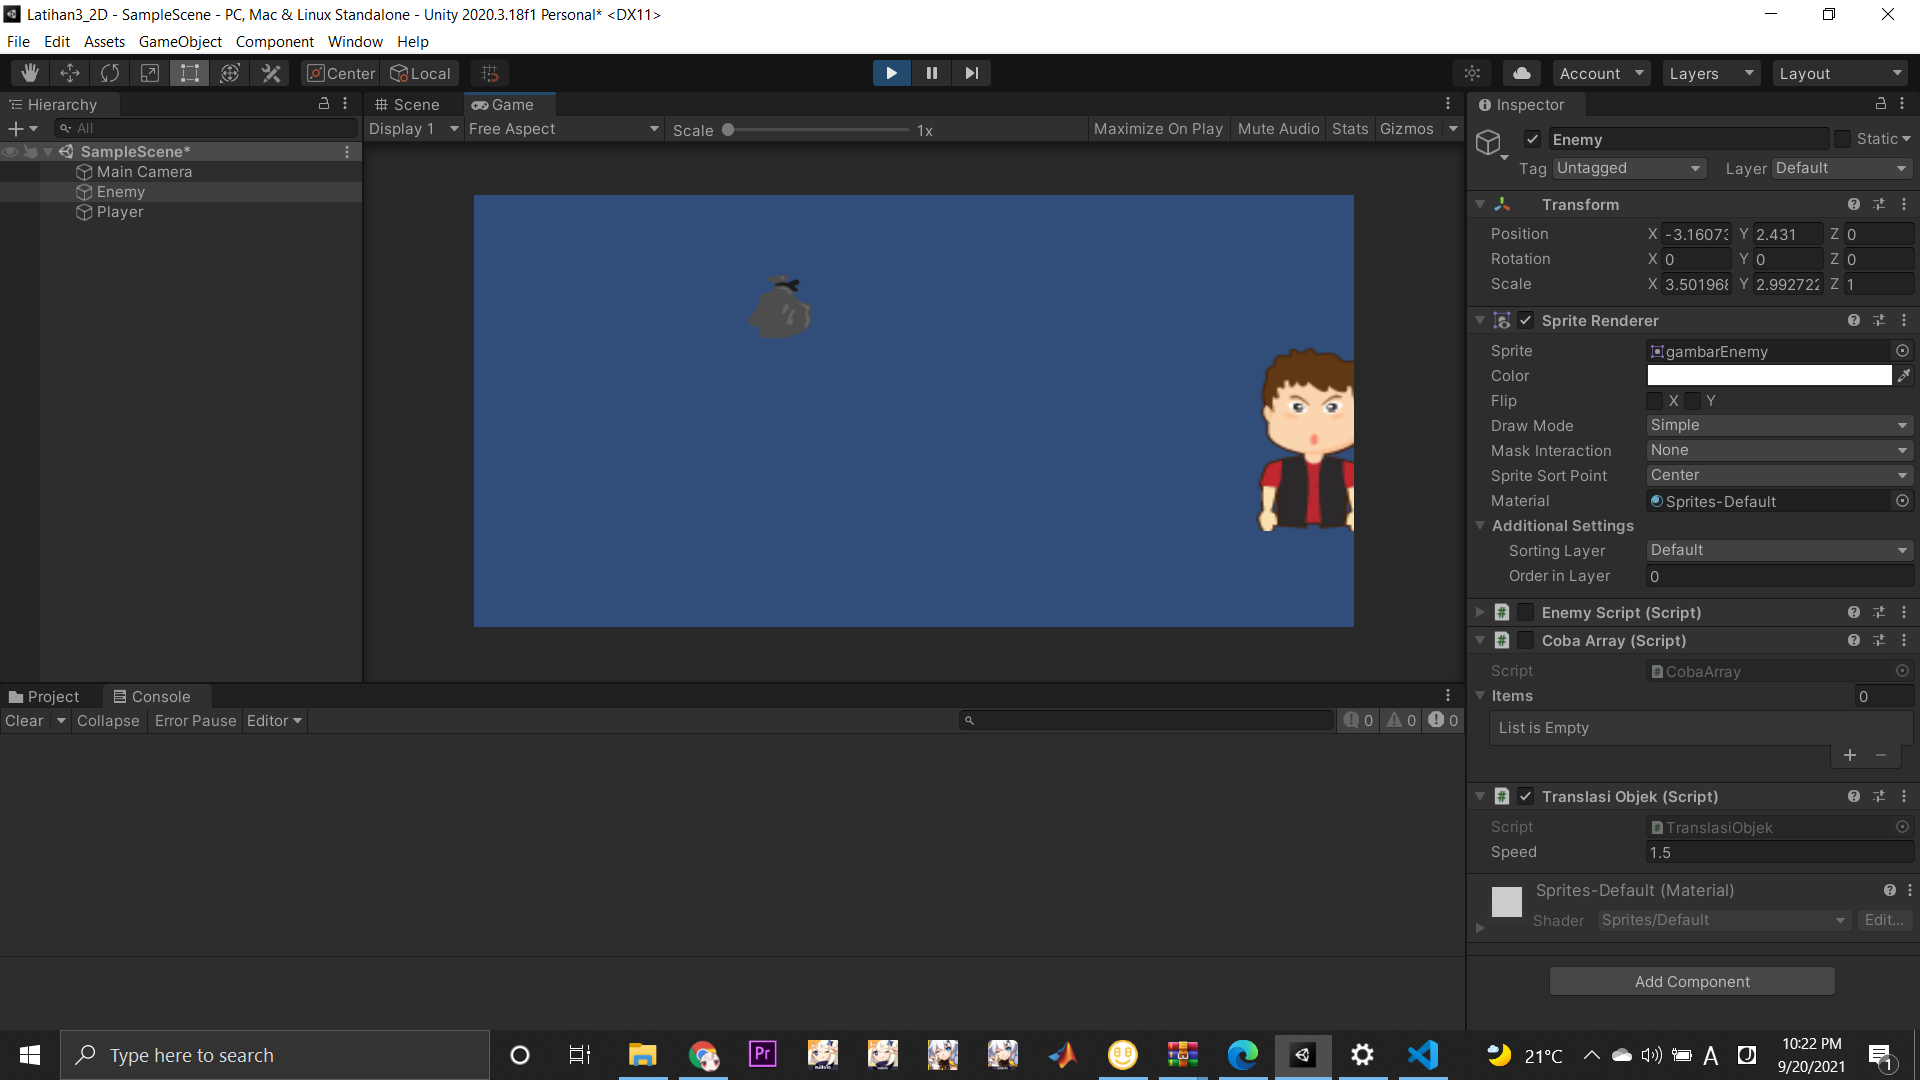 Latihan3_2D - SampleScene - PC, Mac & Linux Standalone - Unity 2020.3.18f1 Personal* <DX11>
File Edit Assets GameObject Component Window Help
Center Local
Account Layers Layout
Hierarchy
All
SampleScene*
Main Camera
Enemy
Player
Scene Game
Display 1 Free Aspect Scale 1x Maximize On Play Mute Audio Stats Gizmos
Project Console
Clear Collapse Error Pause Editor 0 0 0
Inspector
Enemy Static
Tag Untagged Layer Default
Transform
Position X -3.16073 Y 2.431 Z 0
Rotation X 0 Y 0 Z 0
Scale X 3.501968 Y 2.992722 Z 1
Sprite Renderer
Sprite gambarEnemy
Color
Flip X Y
Draw Mode Simple
Mask Interaction None
Sprite Sort Point Center
Material Sprites-Default
Additional Settings
Sorting Layer Default
Order in Layer 0
Enemy Script (Script)
Coba Array (Script)
Script CobaArray
Items 0
List is Empty
Translasi Objek (Script)
Script TranslasiObjek
Speed 1.5
Sprites-Default (Material)
Shader Sprites/Default Edit...
Add Component
Type here to search
Pr
21°C
A
10:22 PM
9/20/2021
1